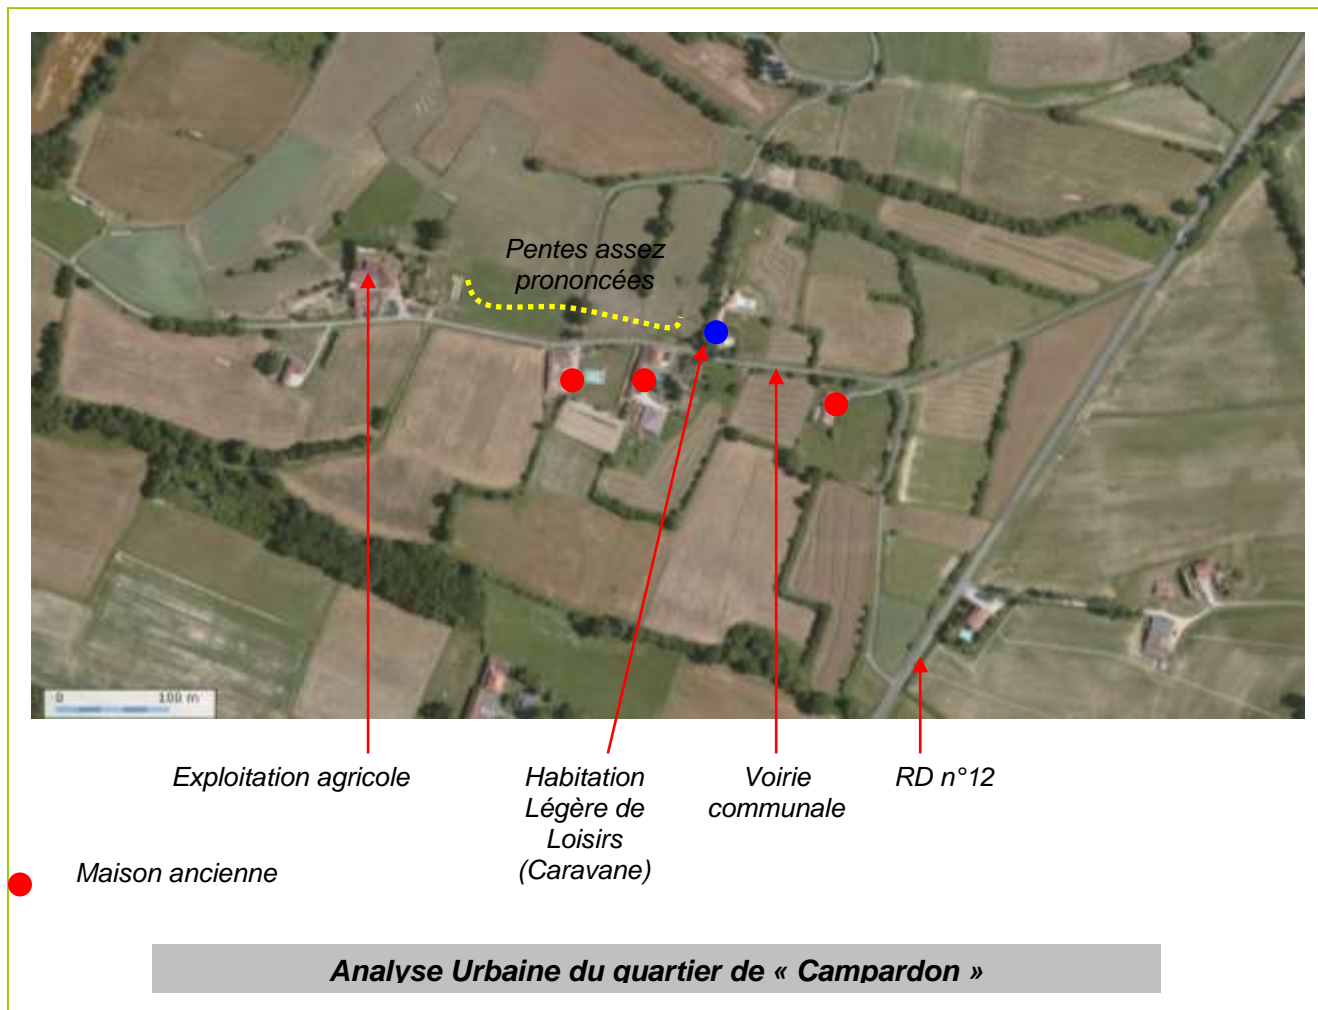 Pentes assez
prononcées
0 100 m
Exploitation agricole
Habitation
Légère de
Loisirs
(Caravane)
Voirie
communale
RD n°12
Maison ancienne
Analyse Urbaine du quartier de « Campardon »